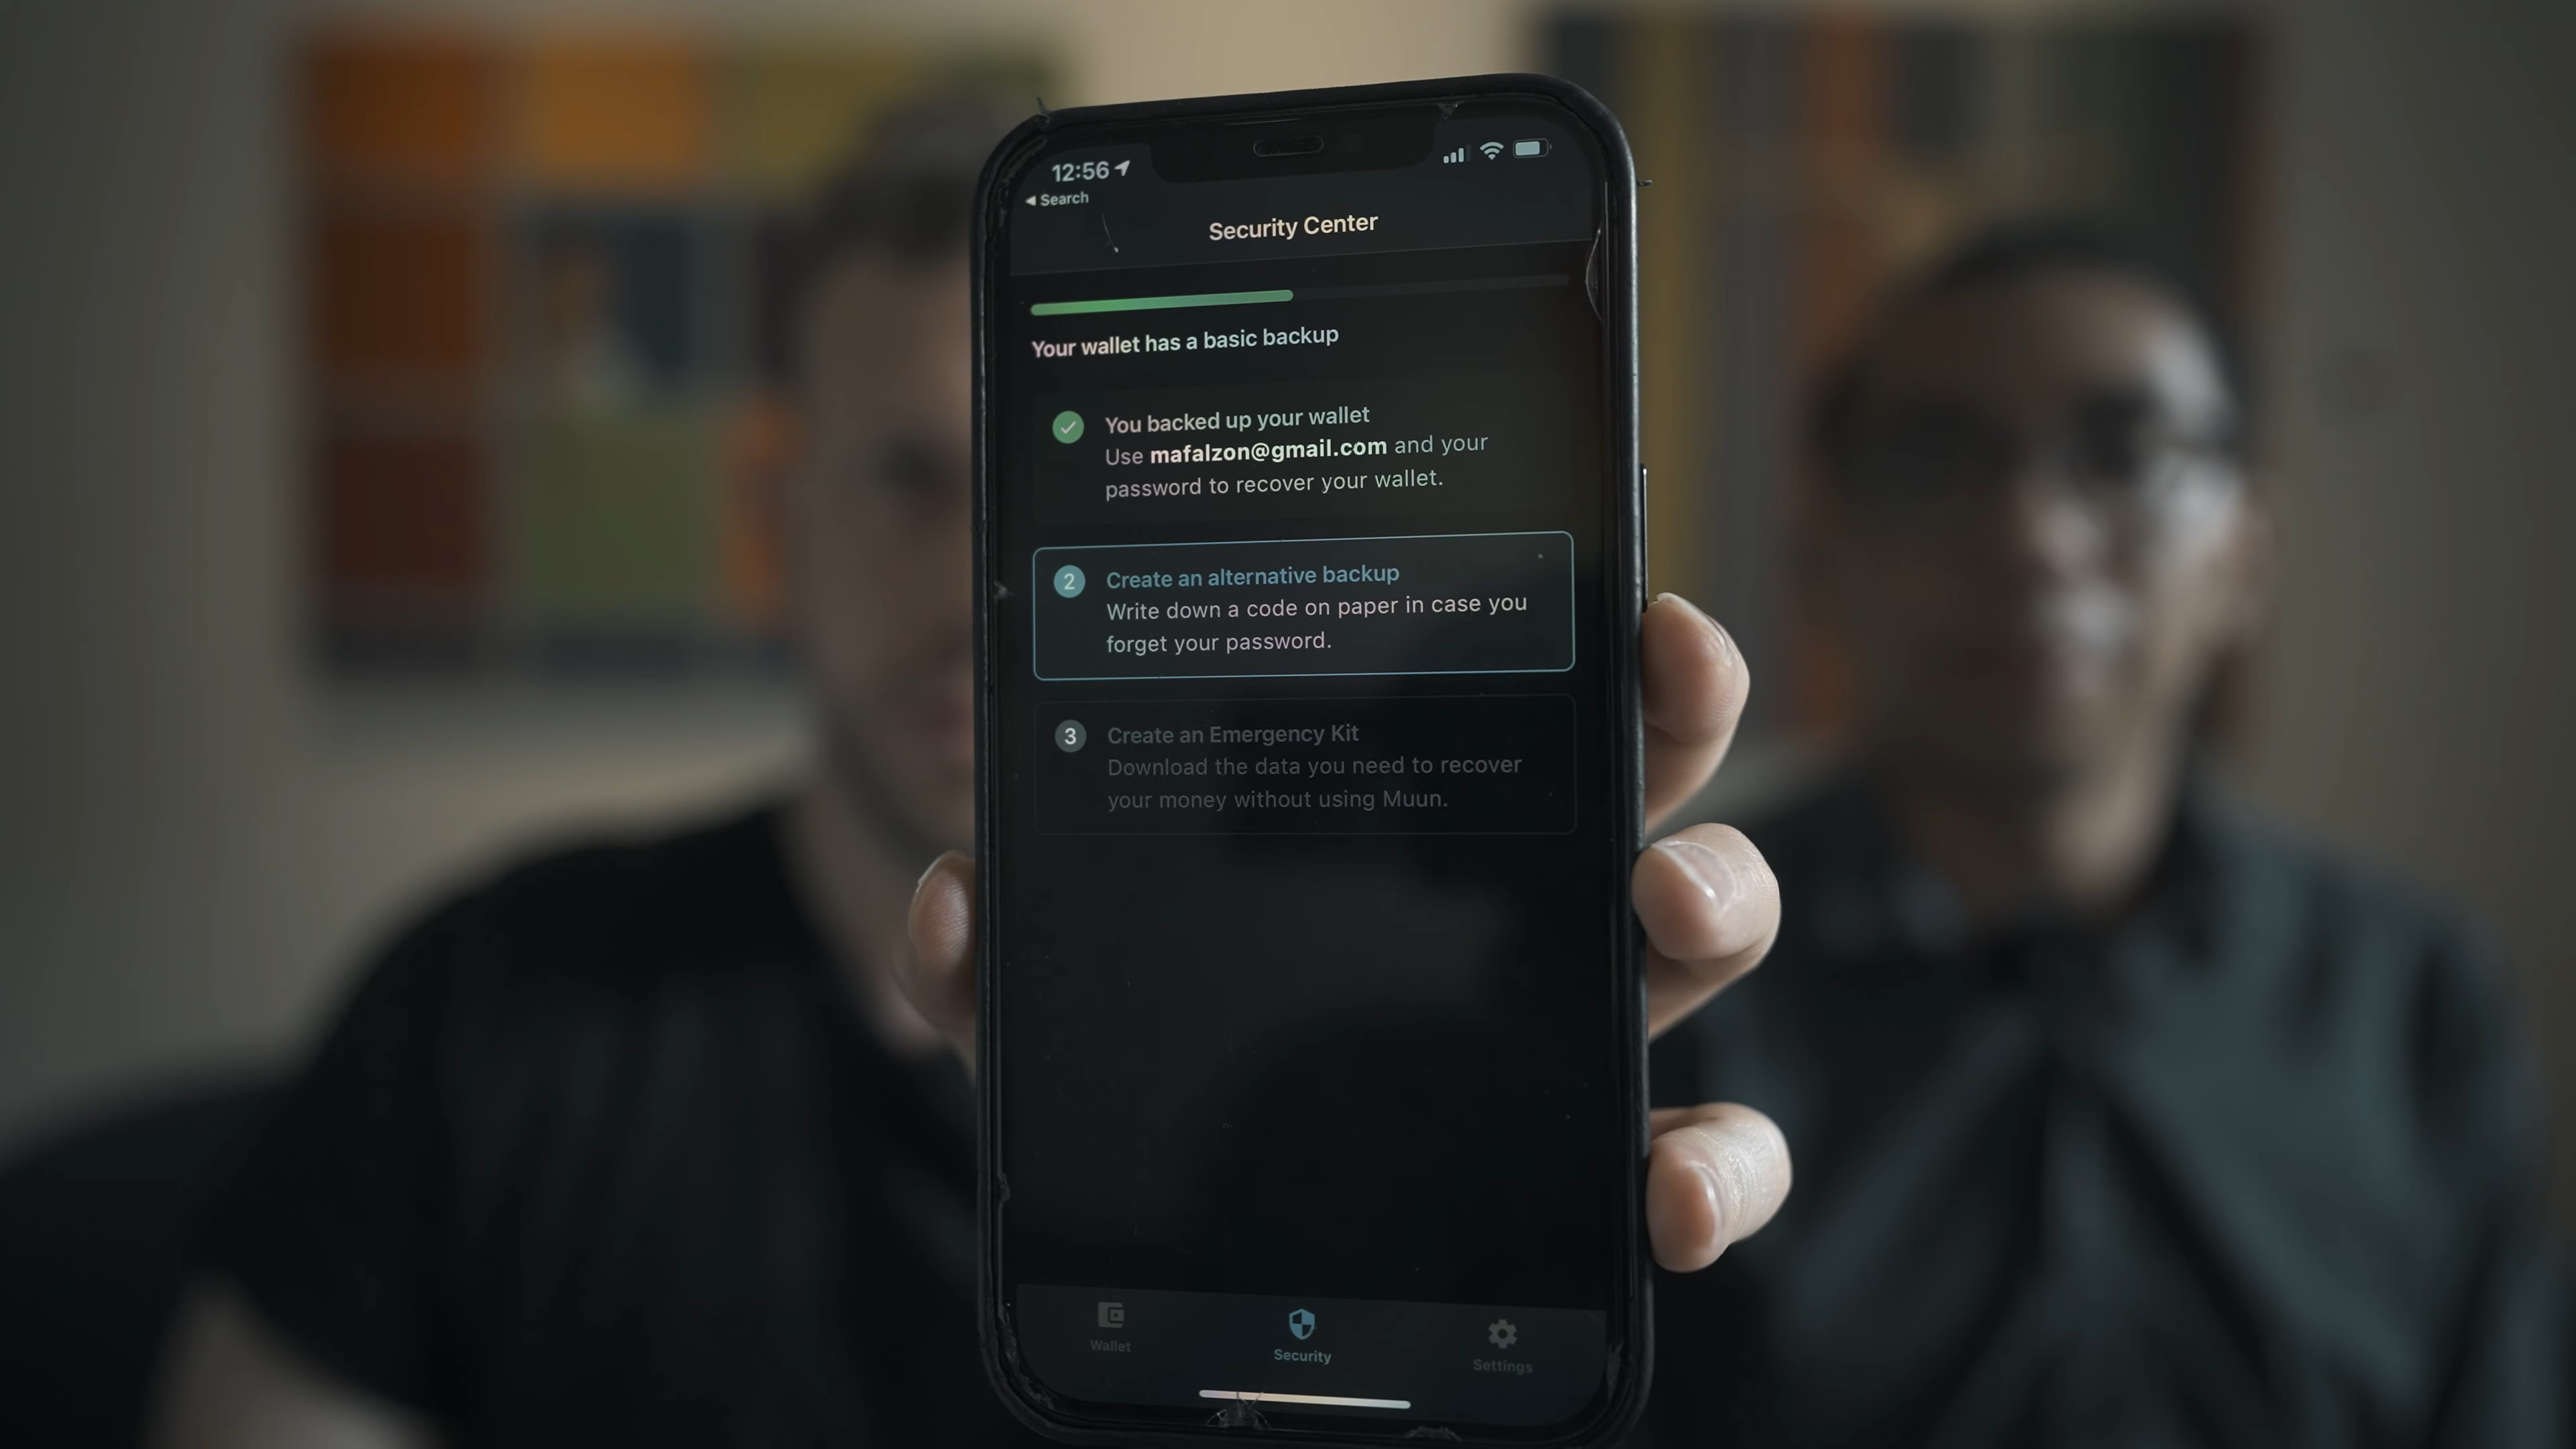 12:56
Search
Security Center
Your wallet has a basic backup
You backed up your wallet
Use mafalzon@gmail.com and your
password to recover your wallet.
2
Create an alternative backup
Write down a code on paper in case you
forget your password.
3
Create an Emergency Kit
Download the data you need to recover
your money without using Muun.
Wallet
Security
Settings